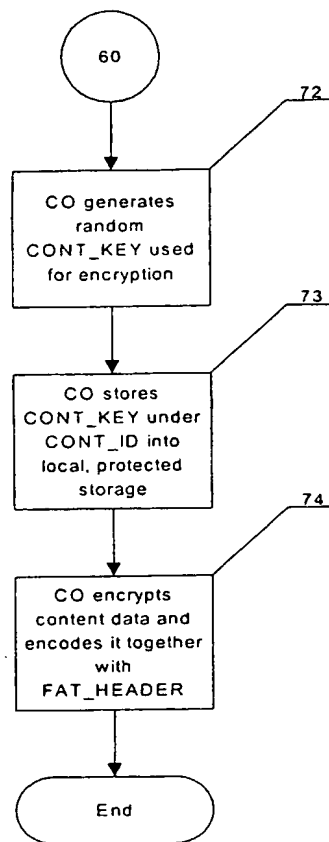 60
72
CO generates
random
CONT_KEY used
for encryption
73
CO stores
CONT_KEY under
CONT_ID into
local, protected
storage
74
CO encrypts
content data and
encodes it together
with
FAT_HEADER
End